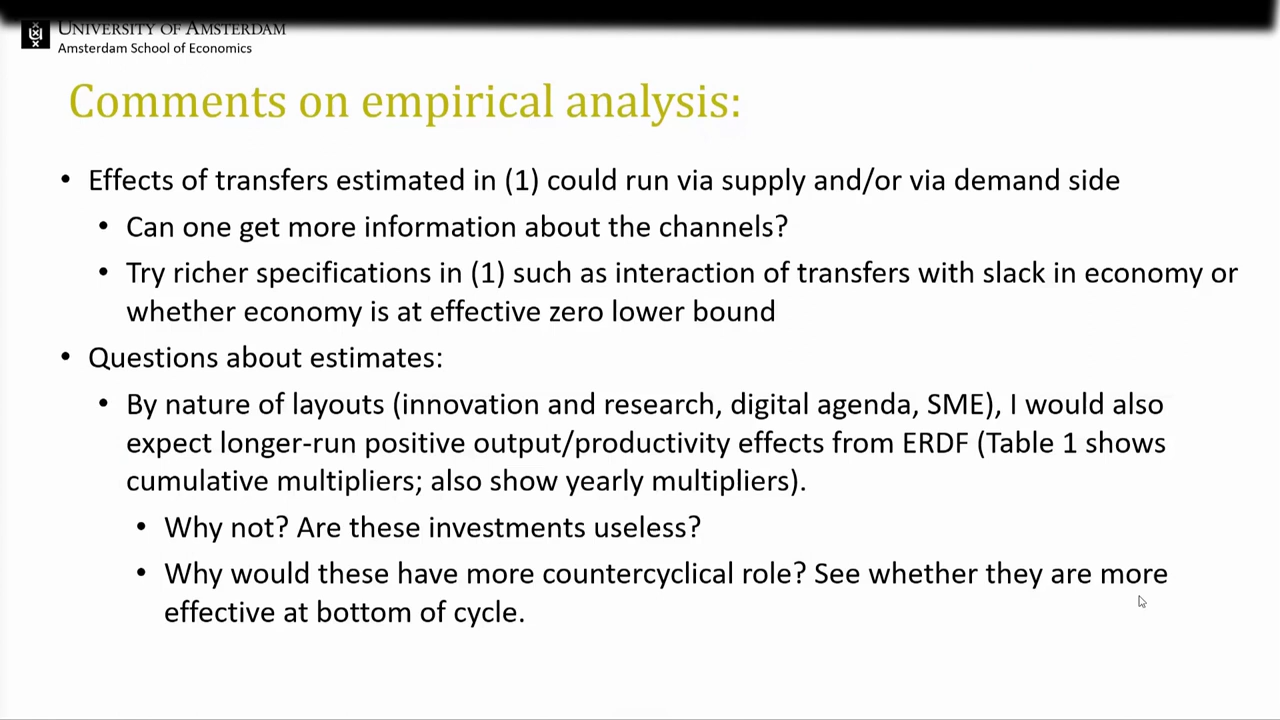 UNIVERSITY OF AMSTERDAM
Amsterdam School of Economics
Comments on empirical analysis:
• Effects of transfers estimated in (1) could run via supply and/or via demand side
• Can one get more information about the channels?
• Try richer specifications in (1) such as interaction of transfers with slack in economy or
whether economy is at effective zero lower bound
• Questions about estimates:
• By nature of layouts (innovation and research, digital agenda, SME), I would also
expect longer-run positive output/productivity effects from ERDF (Table 1 shows
cumulative multipliers; also show yearly multipliers).
• Why not? Are these investments useless?
• Why would these have more countercyclical role? See whether they are more
effective at bottom of cycle.